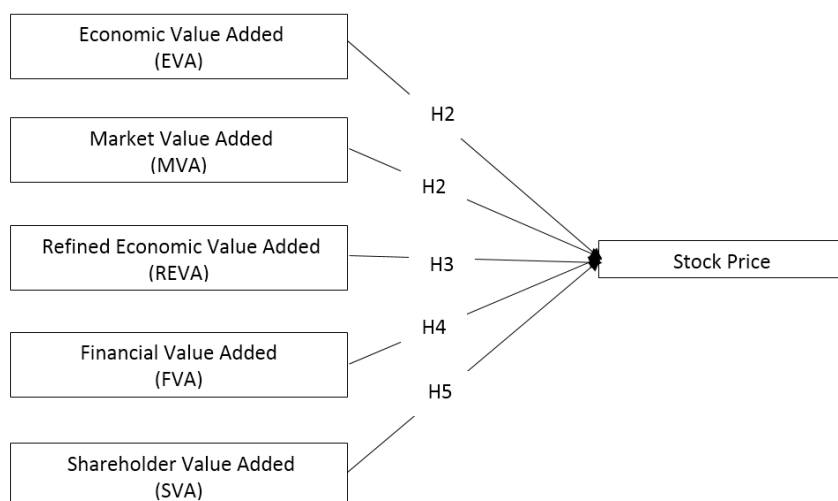 Economic Value Added
(EVA)
H2
Market Value Added
(MVA)
H2
Refined Economic Value Added
(REVA)
H3
Stock Price
Financial Value Added
(FVA)
H4
H5
Shareholder Value Added
(SVA)